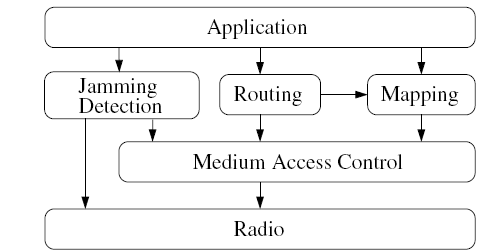 Application
Jamming
Detection
Routing
Mapping
Medium Access Control
Radio